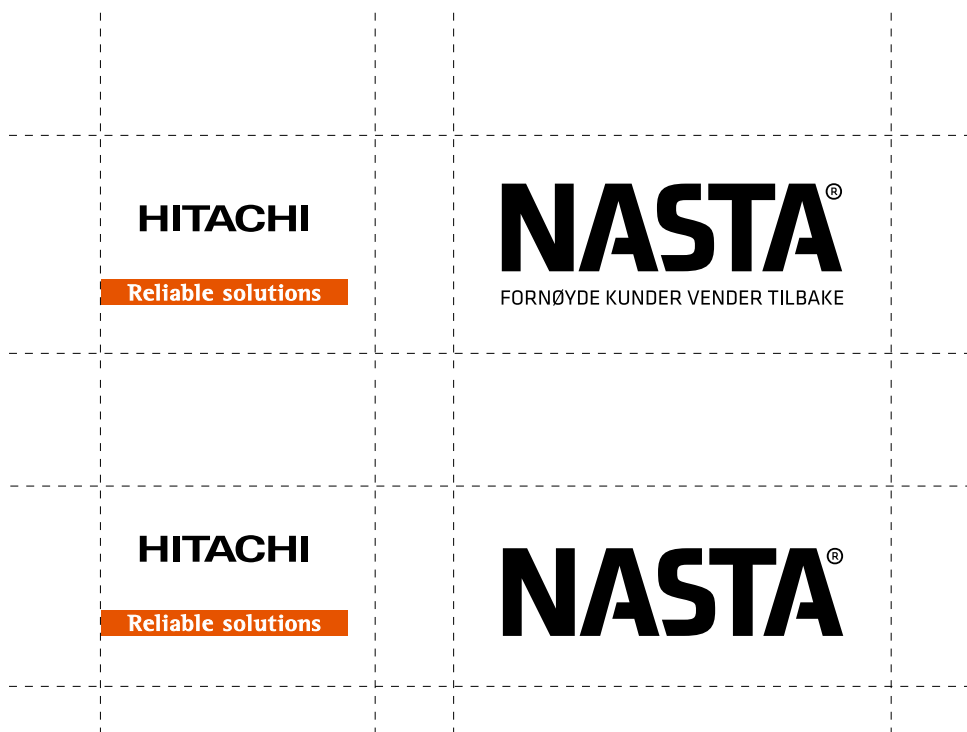 HITACHI
Reliable solutions
NASTA®
FORNØYDE KUNDER VENDER TILBAKE
HITACHI
Reliable solutions
NASTA®